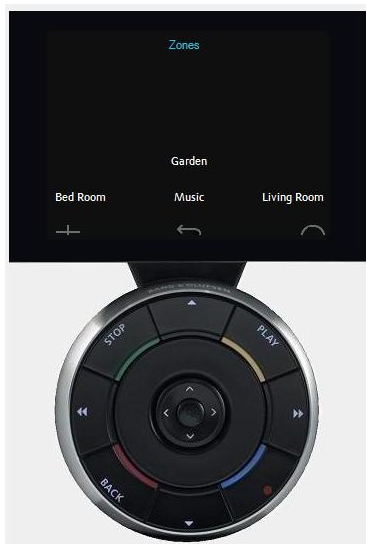 Zones
Garden
Bed Room Music Living Room
BANG & OLUFSEN
STOP PLAY
BACK